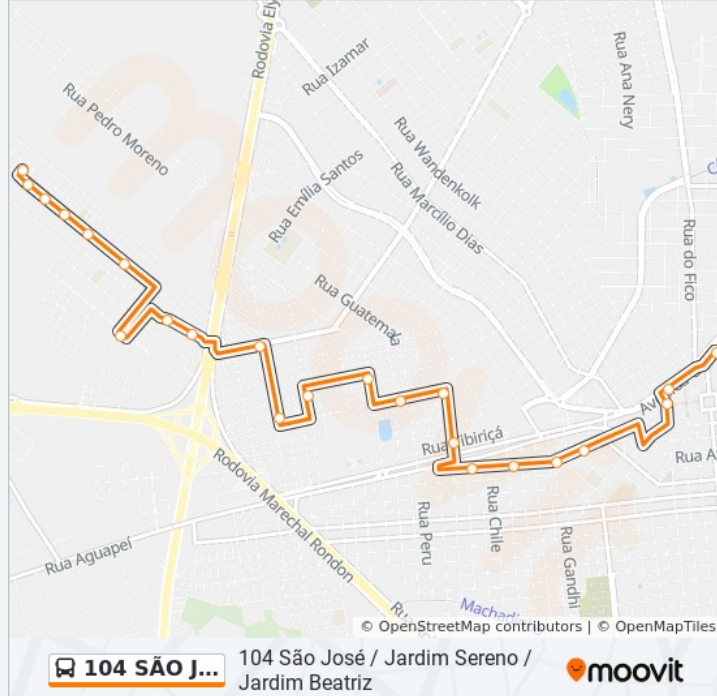 Rodovia Ely
Rua Izamar
Rua Ana Nery
Rua Pedro Moreno
Rua Wandenkolk
Rua Emília Santos
Rua Marcílio Dias
Rua do Fico
Rua Guatemala
Rua Tibiriçá
Rua Peru
Rua Chile
Rua Gandhi
Rodovia Marechal Rondon
Rua Aguapeí
Machadinho
© OpenStreetMap contributors | © OpenMapTiles
104 SÃO J...
104 São José / Jardim Sereno /
Jardim Beatriz
moovit